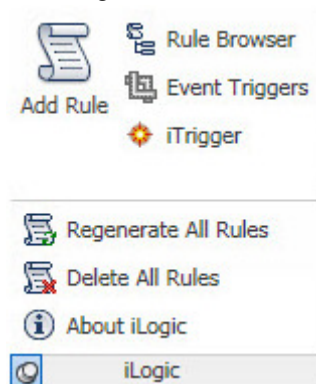 Add Rule
Rule Browser
Event Triggers
iTrigger
Regenerate All Rules
Delete All Rules
About iLogic
iLogic